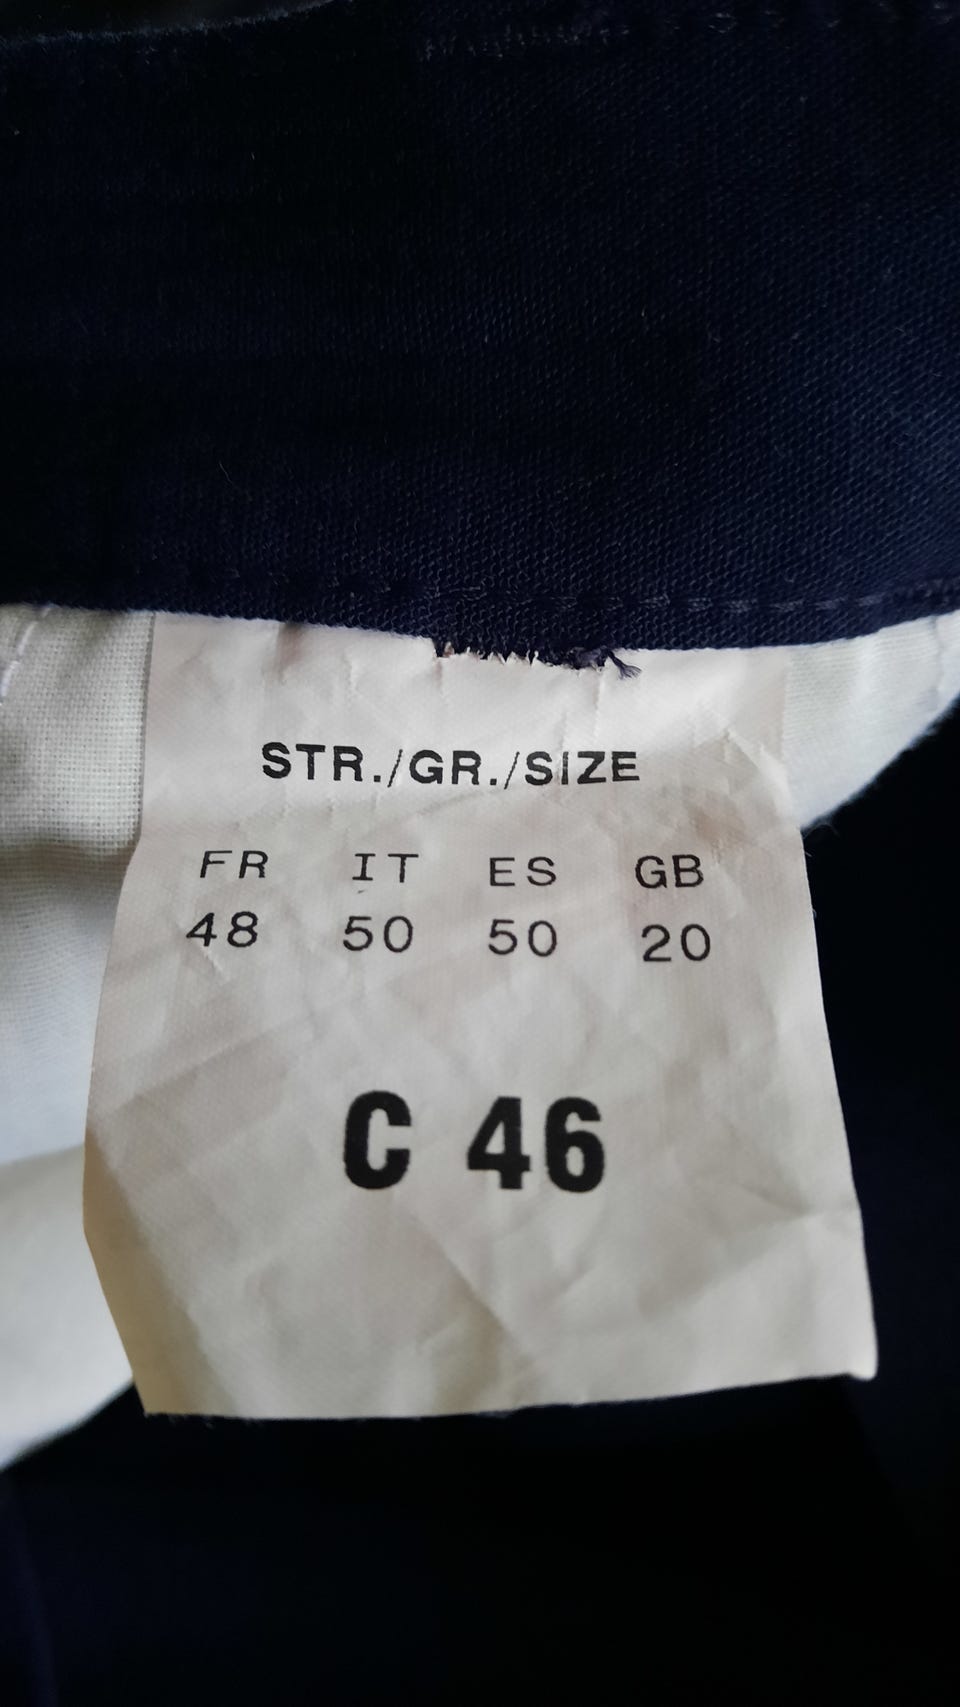 STR./GR./SIZE
FR IT ES GB
48 50 50 20
C 46